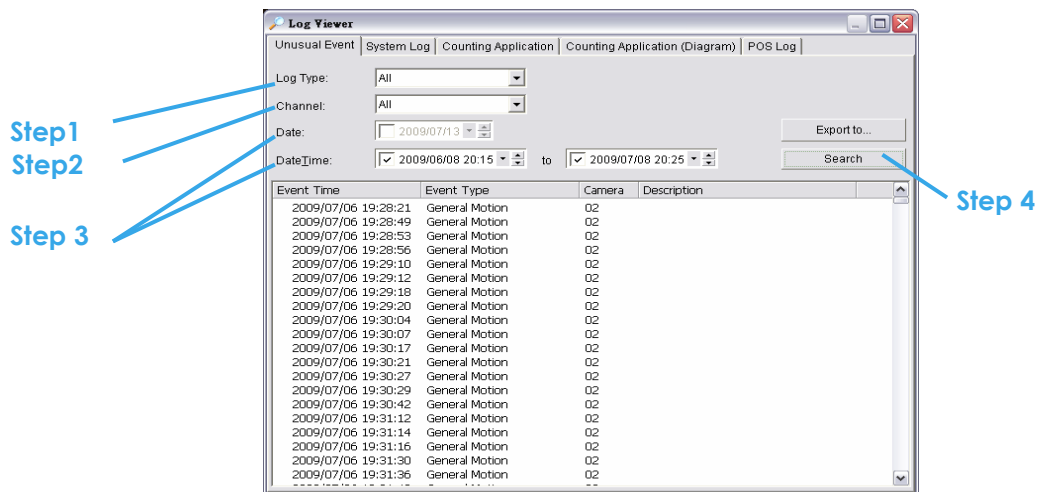 Log Viewer
Unusual Event System Log Counting Application Counting Application (Diagram) POS Log
Log Type: All
Channel: All
Step1
Date: 2009/07/13 Export to...
Step2
DateTime: 2009/06/08 20:15 to 2009/07/08 20:25 Search
Event Time Event Type Camera Description
Step 4
Step 3
2009/07/06 19:28:21 General Motion 02
2009/07/06 19:28:49 General Motion 02
2009/07/06 19:28:53 General Motion 02
2009/07/06 19:28:56 General Motion 02
2009/07/06 19:29:10 General Motion 02
2009/07/06 19:29:12 General Motion 02
2009/07/06 19:29:18 General Motion 02
2009/07/06 19:29:20 General Motion 02
2009/07/06 19:30:04 General Motion 02
2009/07/06 19:30:07 General Motion 02
2009/07/06 19:30:17 General Motion 02
2009/07/06 19:30:21 General Motion 02
2009/07/06 19:30:27 General Motion 02
2009/07/06 19:30:29 General Motion 02
2009/07/06 19:30:42 General Motion 02
2009/07/06 19:31:12 General Motion 02
2009/07/06 19:31:14 General Motion 02
2009/07/06 19:31:16 General Motion 02
2009/07/06 19:31:30 General Motion 02
2009/07/06 19:31:36 General Motion 02